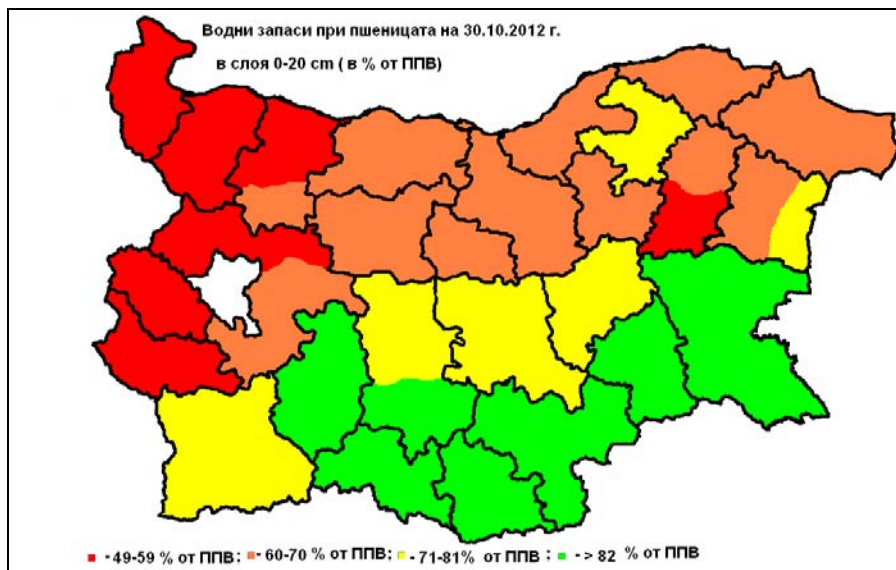 Водни запаси при пшеницата на 30.10.2012 г.
в слоя 0-20 cm ( в % от ППВ)
- 49-59 % от ППВ ; - 60-70 % от ППВ ; - 71-81% от ППВ ; - > 82 % от ППВ